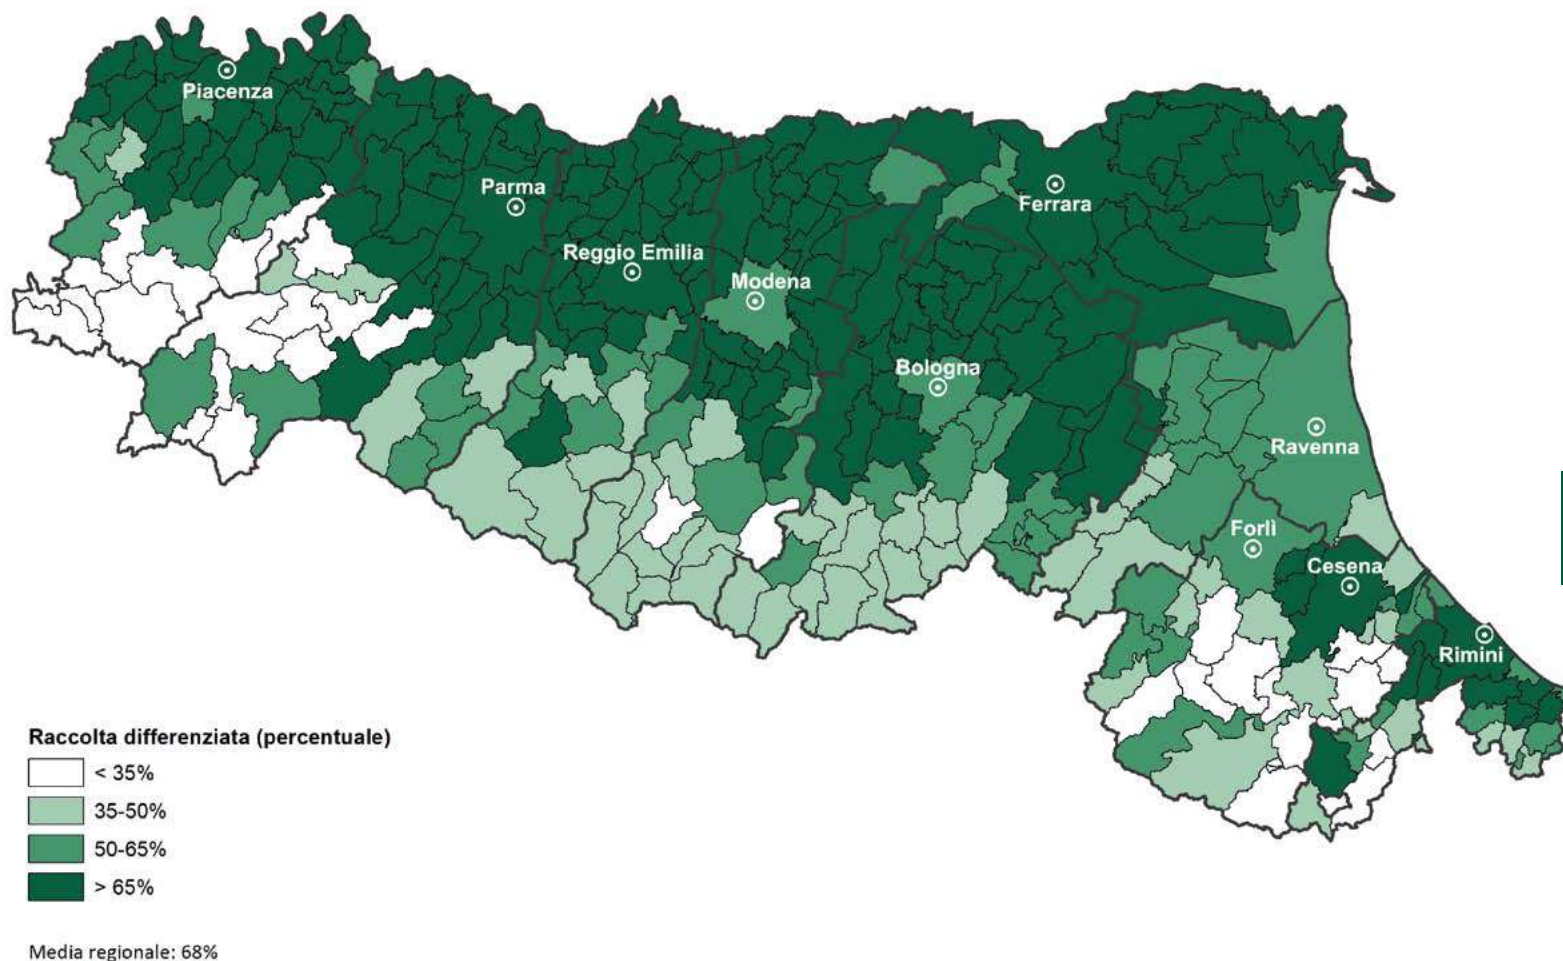 Piacenza
Parma
Ferrara
Reggio Emilia
Modena
Bologna
Ravenna
Forlì
Cesena
Rimini
Raccolta differenziata (percentuale)
< 35%
35-50%
50-65%
> 65%
Media regionale: 68%